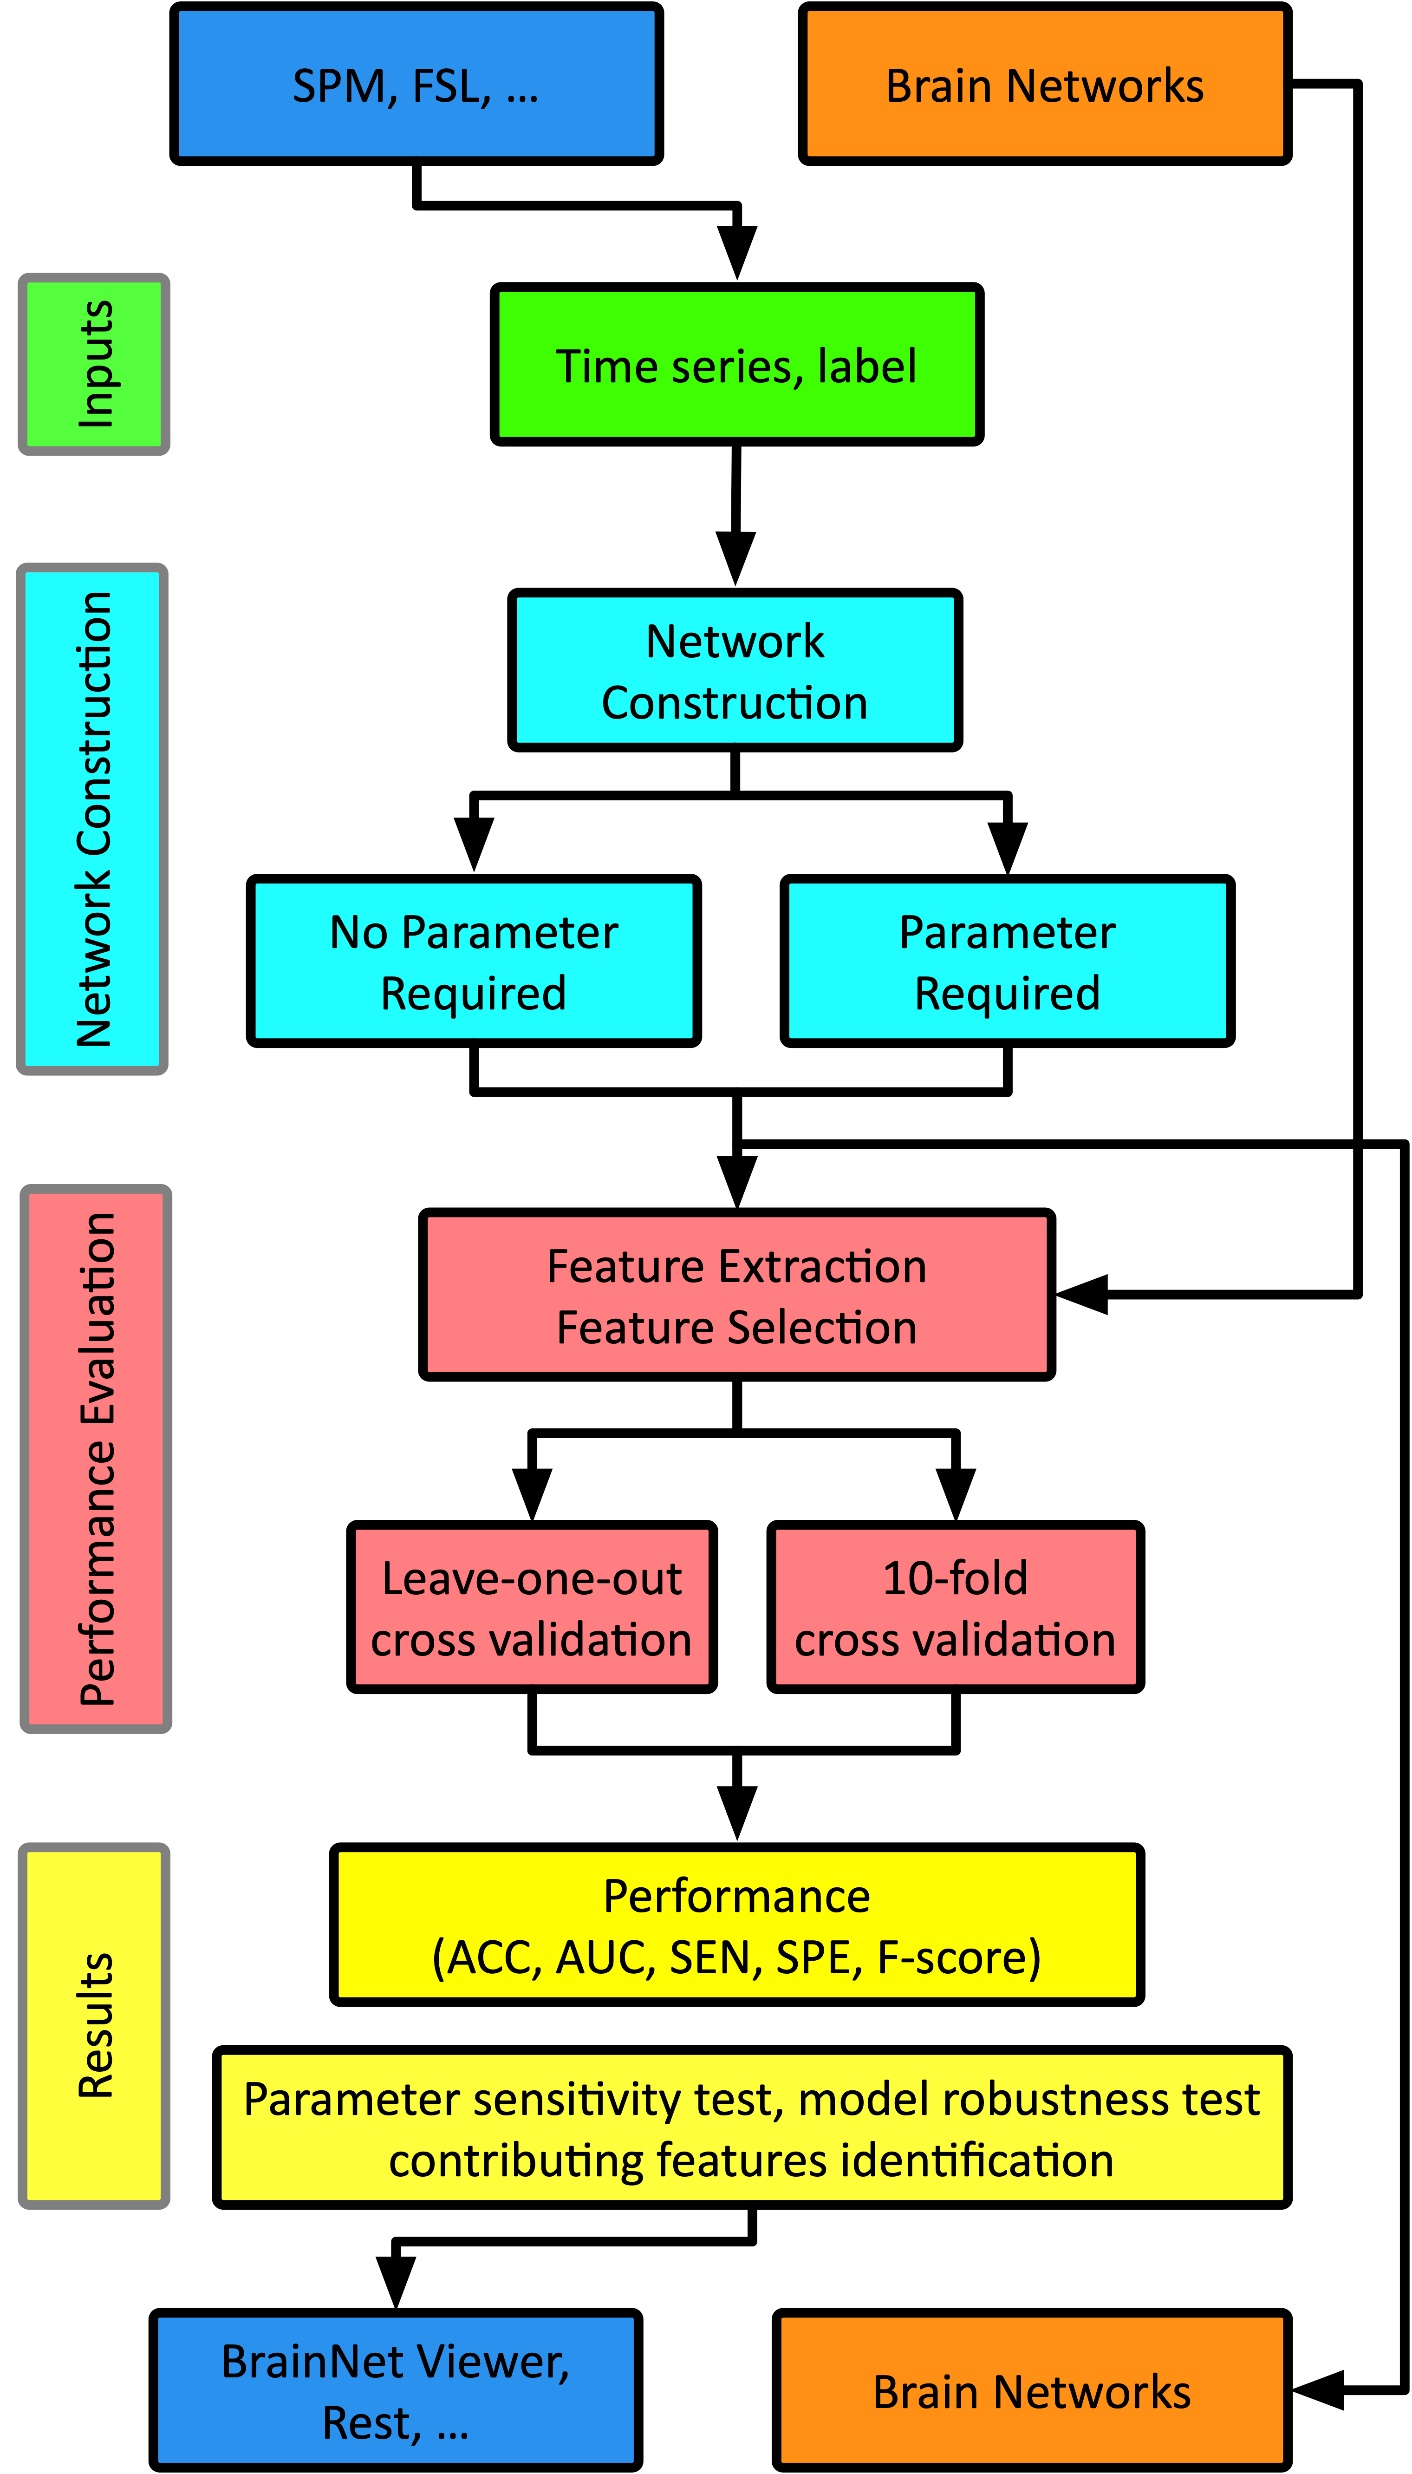 SPM, FSL, ...
Brain Networks
Inputs
Time series, label
Network Construction
Network
Construction
No Parameter
Required
Parameter
Required
Performance Evaluation
Feature Extraction
Feature Selection
Leave-one-out
cross validation
10-fold
cross validation
Results
Performance
(ACC, AUC, SEN, SPE, F-score)
Parameter sensitivity test, model robustness test
contributing features identification
BrainNet Viewer,
Rest, ...
Brain Networks